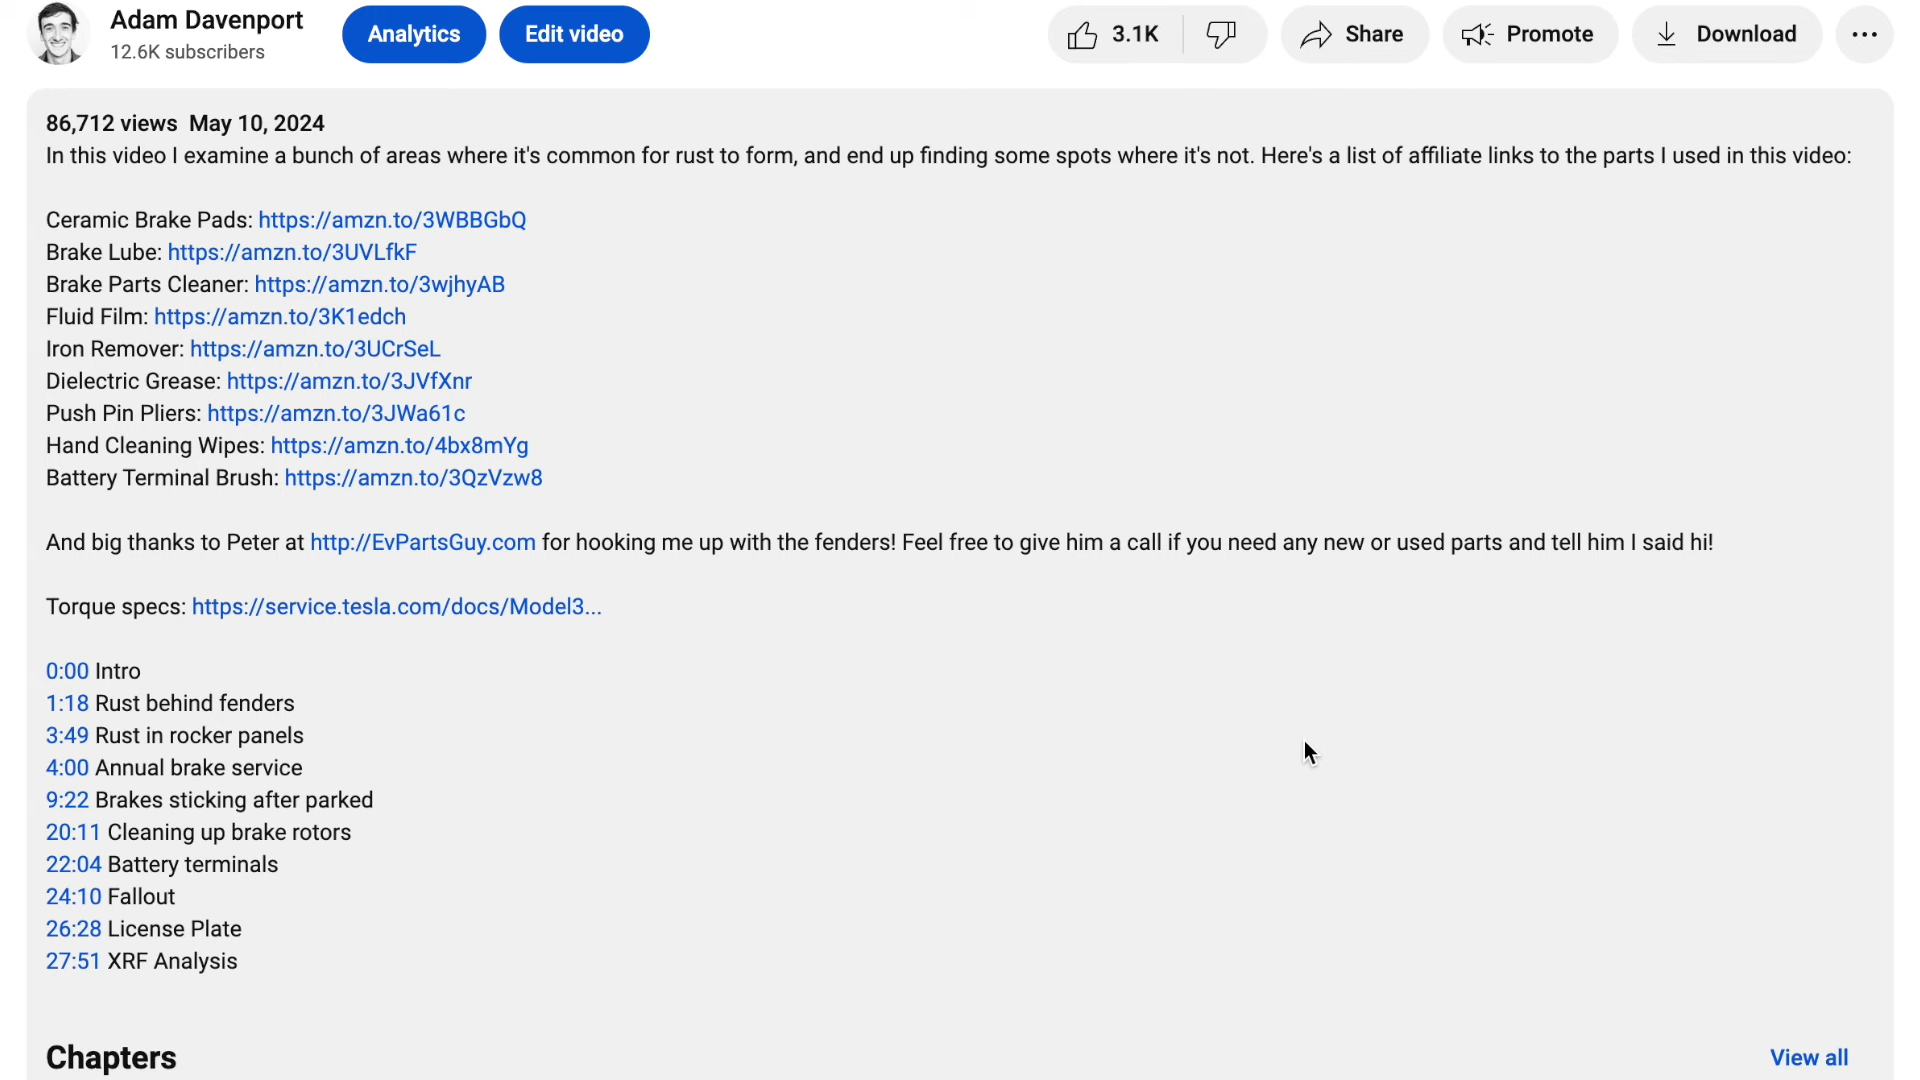 Adam Davenport
12.6K subscribers
Analytics
Edit video
3.1K
Share
Promote
Download
86,712 views May 10, 2024
In this video I examine a bunch of areas where it's common for rust to form, and end up finding some spots where it's not. Here's a list of affiliate links to the parts I used in this video:
Ceramic Brake Pads: https://amzn.to/3WBBGbQ
Brake Lube: https://amzn.to/3UVLfkF
Brake Parts Cleaner: https://amzn.to/3wjhyAB
Fluid Film: https://amzn.to/3K1edch
Iron Remover: https://amzn.to/3UCrSeL
Dielectric Grease: https://amzn.to/3JVfXnr
Push Pin Pliers: https://amzn.to/3JWa61c
Hand Cleaning Wipes: https://amzn.to/4bx8mYg
Battery Terminal Brush: https://amzn.to/3QzVzw8
And big thanks to Peter at http://EvPartsGuy.com for hooking me up with the fenders! Feel free to give him a call if you need any new or used parts and tell him I said hi!
Torque specs: https://service.tesla.com/docs/Model3...
0:00 Intro
1:18 Rust behind fenders
3:49 Rust in rocker panels
4:00 Annual brake service
9:22 Brakes sticking after parked
20:11 Cleaning up brake rotors
22:04 Battery terminals
24:10 Fallout
26:28 License Plate
27:51 XRF Analysis
Chapters
View all